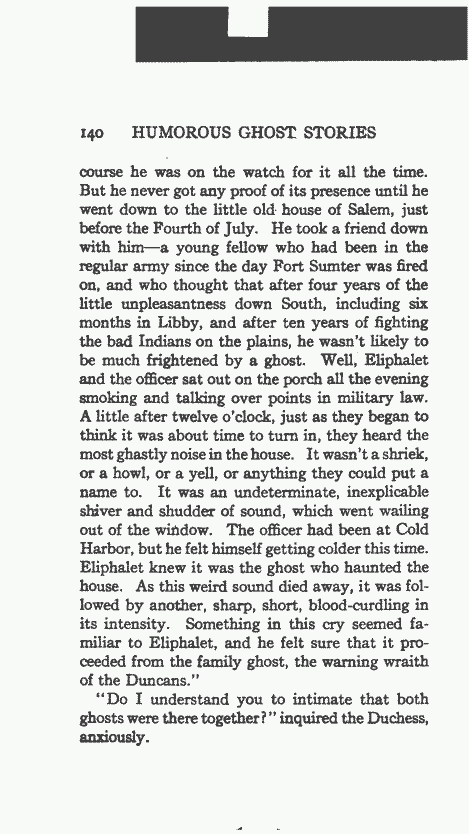 140 HUMOROUS GHOST STORIES
course he was on the watch for it all the time.
But he never got any proof of its presence until he
went down to the little old house of Salem, just
before the Fourth of July. He took a friend down
with him—a young fellow who had been in the
regular army since the day Fort Sumter was fired
on, and who thought that after four years of the
little unpleasantness down South, including six
months in Libby, and after ten years of fighting
the bad Indians on the plains, he wasn't likely to
be much frightened by a ghost. Well, Eliphalet
and the officer sat out on the porch all the evening
smoking and talking over points in military law.
A little after twelve o'clock, just as they began to
think it was about time to turn in, they heard the
most ghastly noise in the house. It wasn't a shriek,
or a howl, or a yell, or anything they could put a
name to. It was an undeterminate, inexplicable
shiver and shudder of sound, which went wailing
out of the window. The officer had been at Cold
Harbor, but he felt himself getting colder this time.
Eliphalet knew it was the ghost who haunted the
house. As this weird sound died away, it was fol-
lowed by another, sharp, short, blood-curdling in
its intensity. Something in this cry seemed fa-
miliar to Eliphalet, and he felt sure that it pro-
ceeded from the family ghost, the warning wraith
of the Duncans."
"Do I understand you to intimate that both
ghosts were there together?" inquired the Duchess,
anxiously.